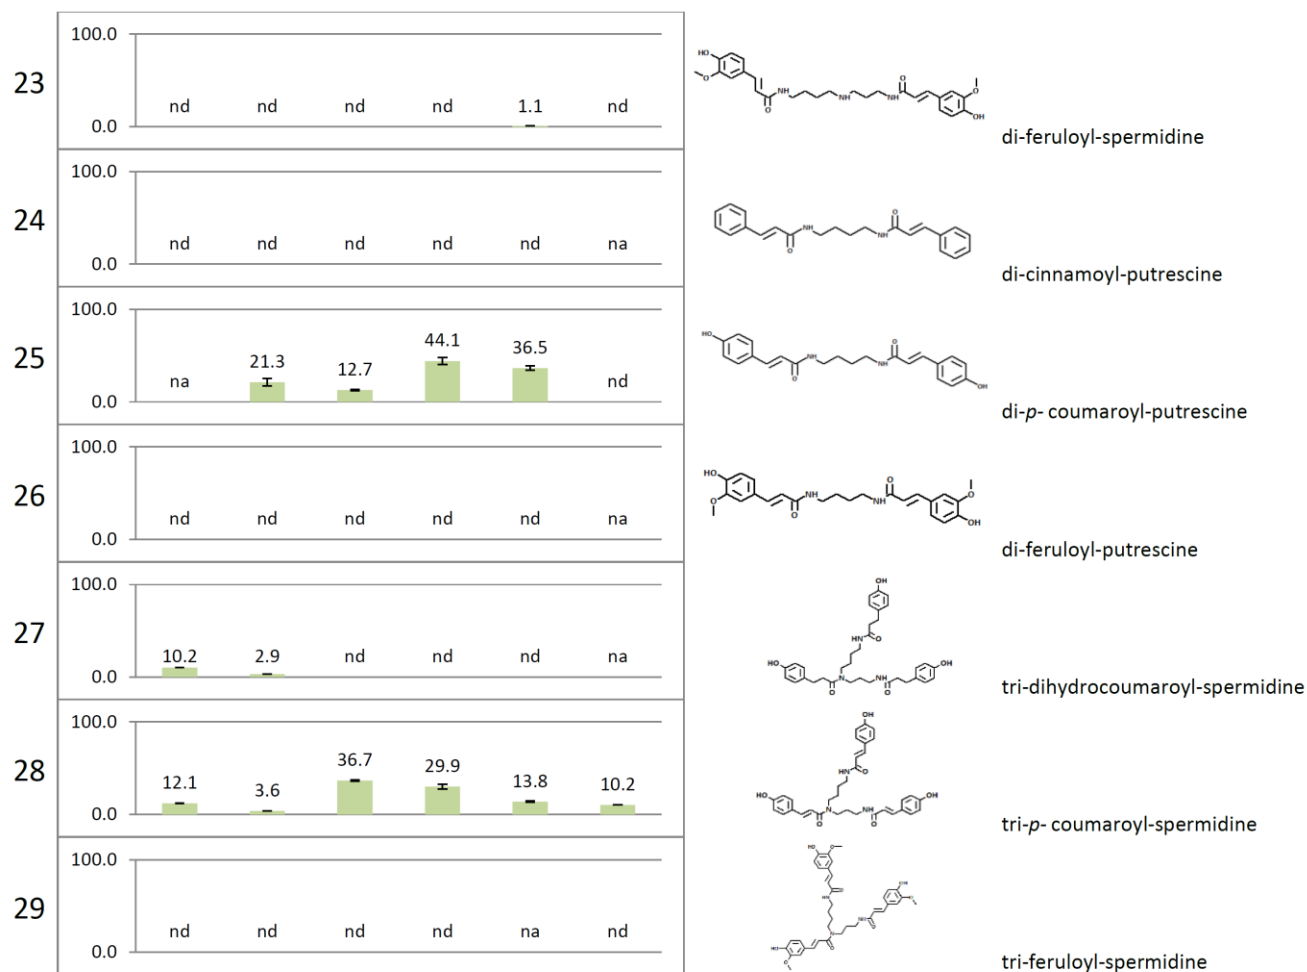 100.0
23
nd nd nd nd 1.1 nd
0.0
di-feruloyl-spermidine
100.0
24
nd nd nd nd nd na
0.0
di-cinnamoyl-putrescine
100.0
25
na 21.3 12.7 44.1 36.5 nd
0.0
di-p- coumaroyl-putrescine
100.0
26
nd nd nd nd nd na
0.0
di-feruloyl-putrescine
100.0
27
10.2 2.9 nd nd nd na
0.0
tri-dihydrocoumaroyl-spermidine
100.0
28
12.1 3.6 36.7 29.9 13.8 10.2
0.0
tri-p- coumaroyl-spermidine
100.0
29
nd nd nd nd na nd
0.0
tri-feruloyl-spermidine